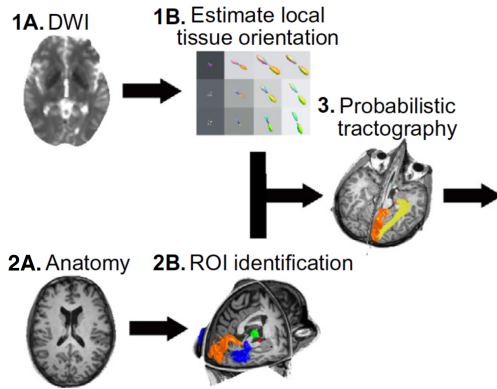 1A. DWI
1B. Estimate local
tissue orientation
3. Probabilistic
tractography
2A. Anatomy
2B. ROI identification